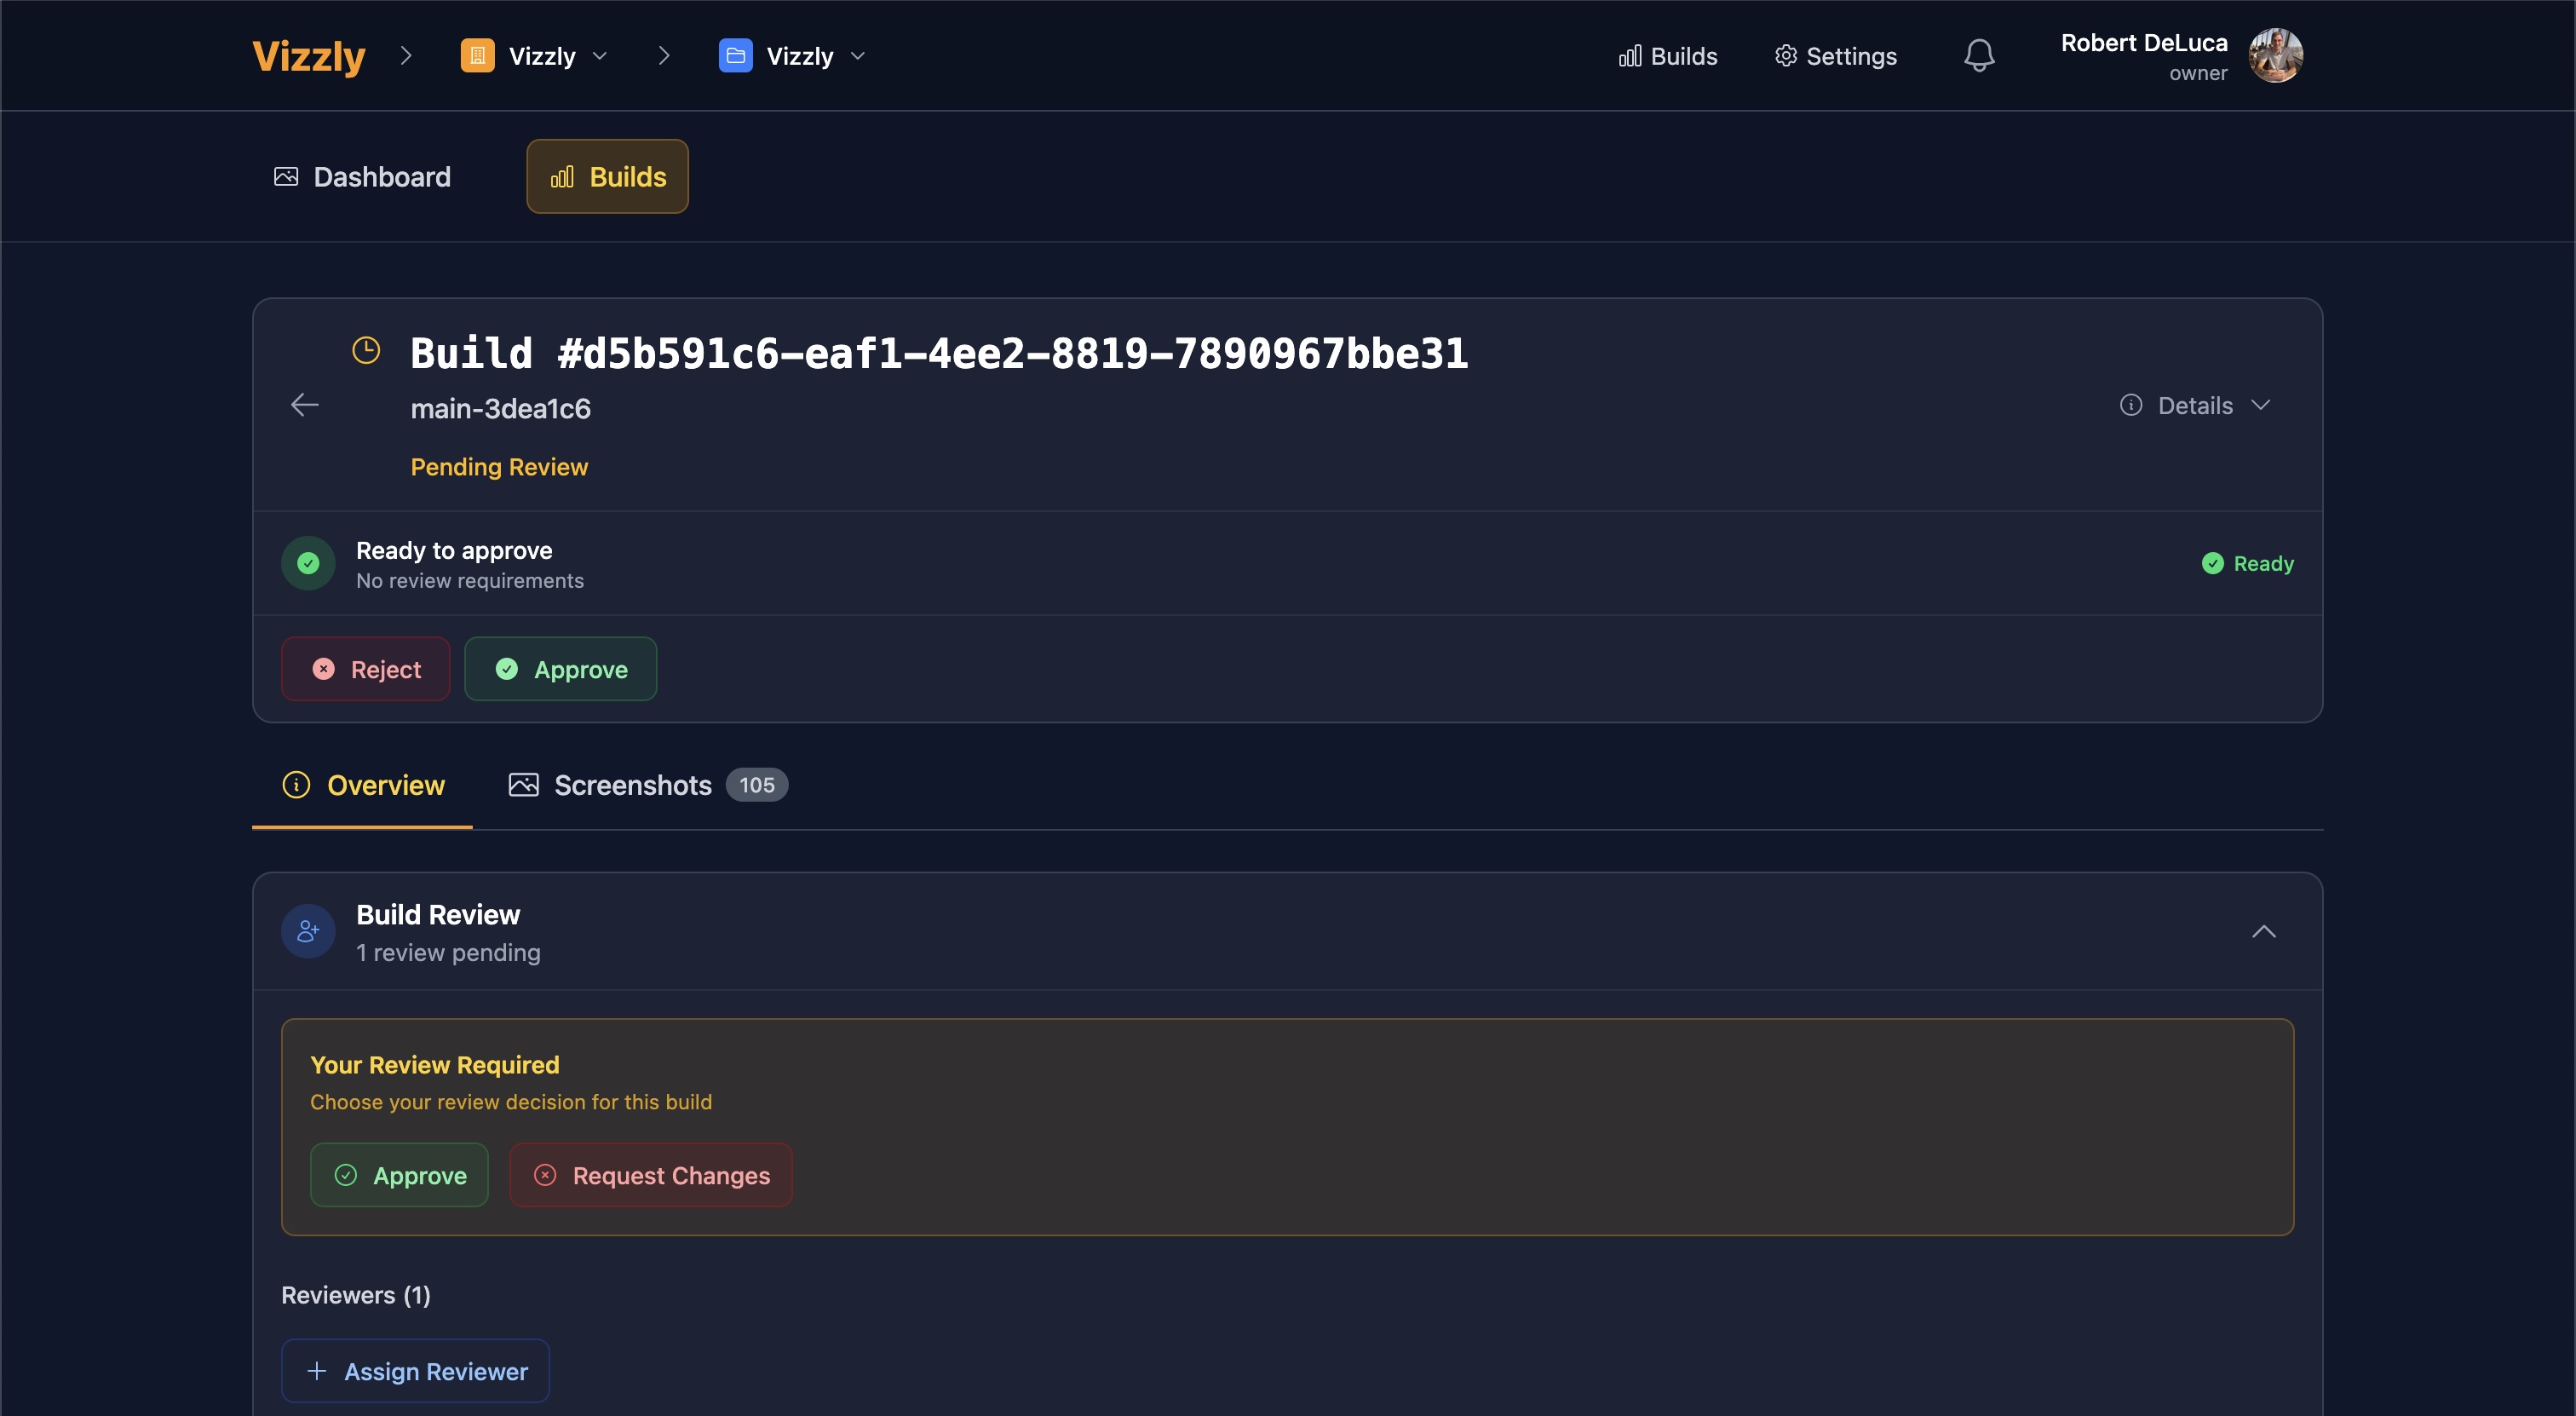 Vizzly
Vizzly
Vizzly
Builds
Settings
Robert DeLuca
owner
Dashboard
Builds
Build #d5b591c6-eaf1-4ee2-8819-7890967bbe31
main-3dea1c6
Pending Review
Details
Ready to approve
No review requirements
Ready
Reject
Approve
Overview
Screenshots 105
Build Review
1 review pending
Your Review Required
Choose your review decision for this build
Approve
Request Changes
Reviewers (1)
Assign Reviewer